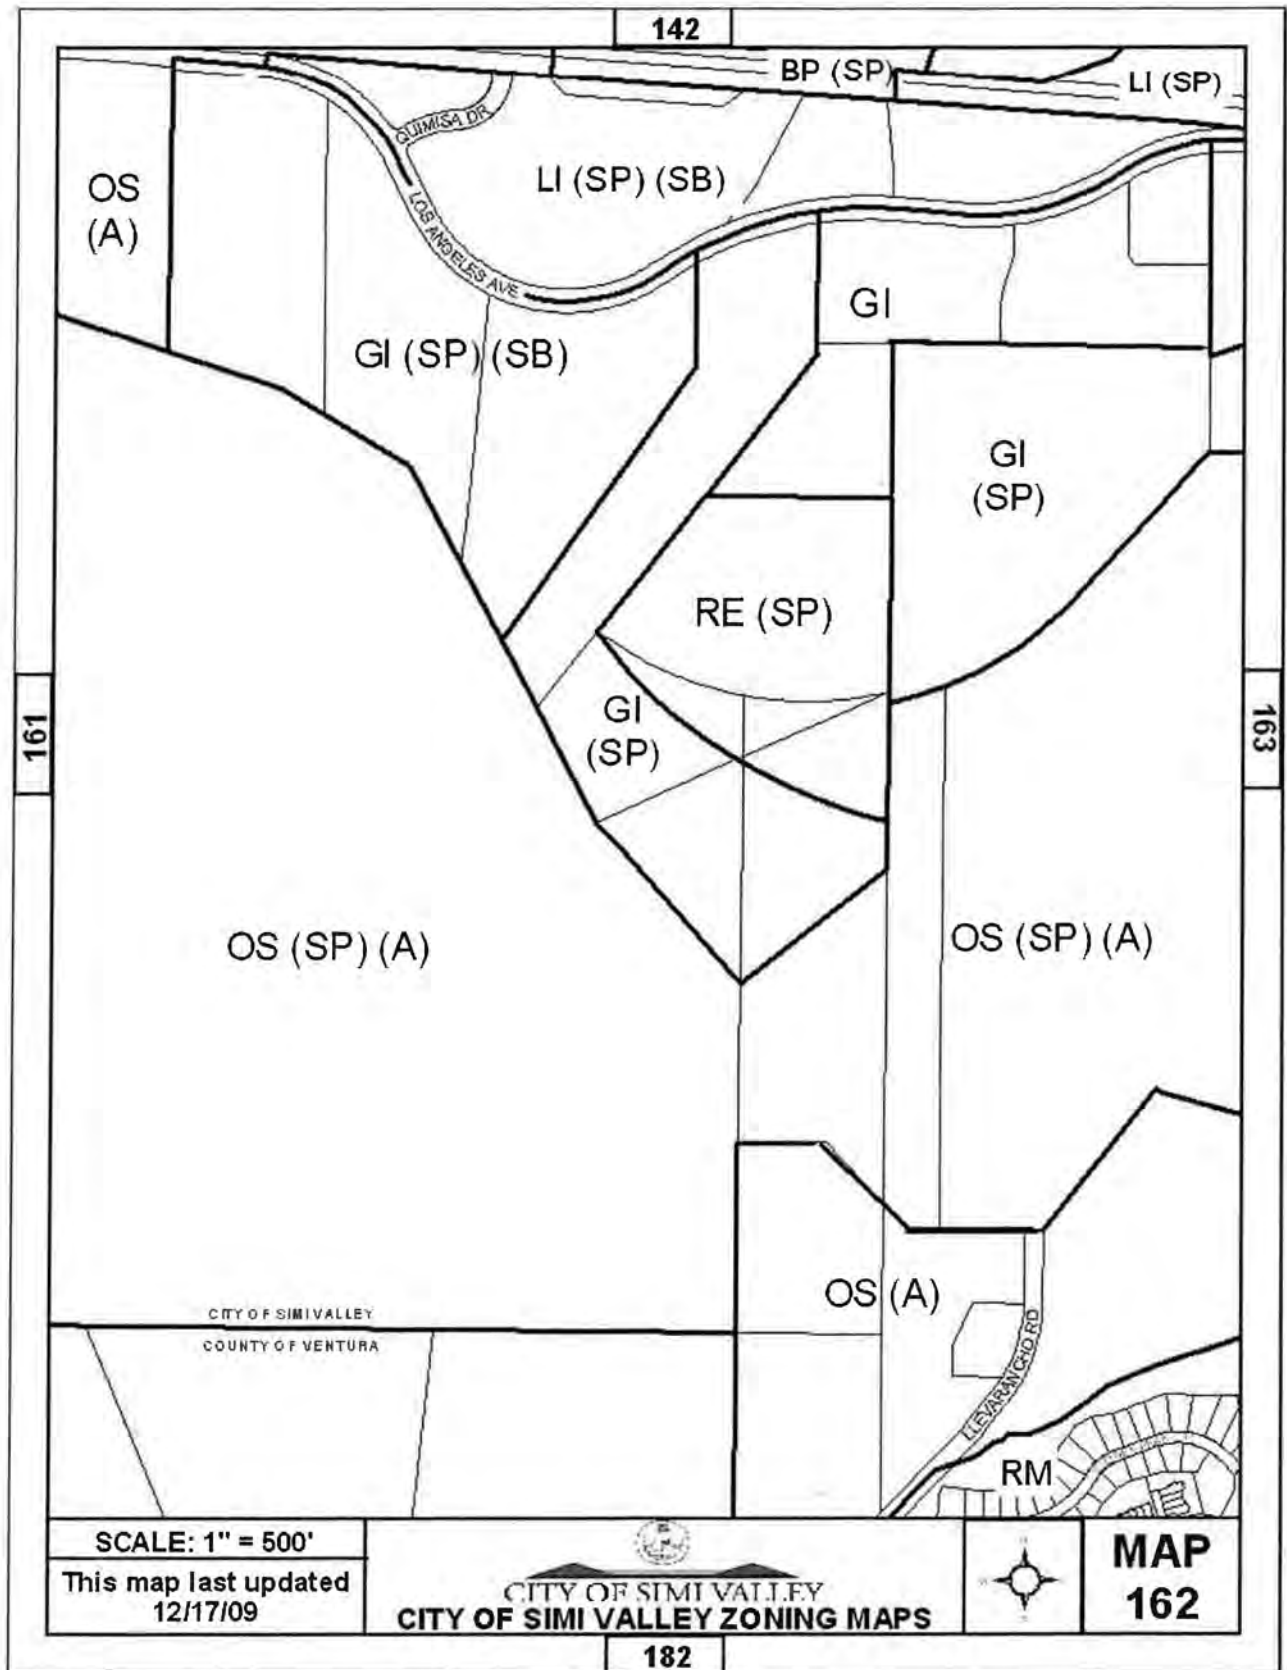 142
BP (SP)
LI (SP)
QUIMISA DR
OS
(A)
LI (SP) (SB)
LOS ANGELES AVE
GI
GI (SP) (SB)
GI
(SP)
RE (SP)
GI
(SP)
161
163
OS (SP) (A)
OS (SP) (A)
CITY OF SIMI VALLEY
COUNTY OF VENTURA
OS (A)
LLEVARANCHO RD
RM
SCALE: 1" = 500'
This map last updated
12/17/09
CITY OF SIMI VALLEY
CITY OF SIMI VALLEY ZONING MAPS
MAP
162
182